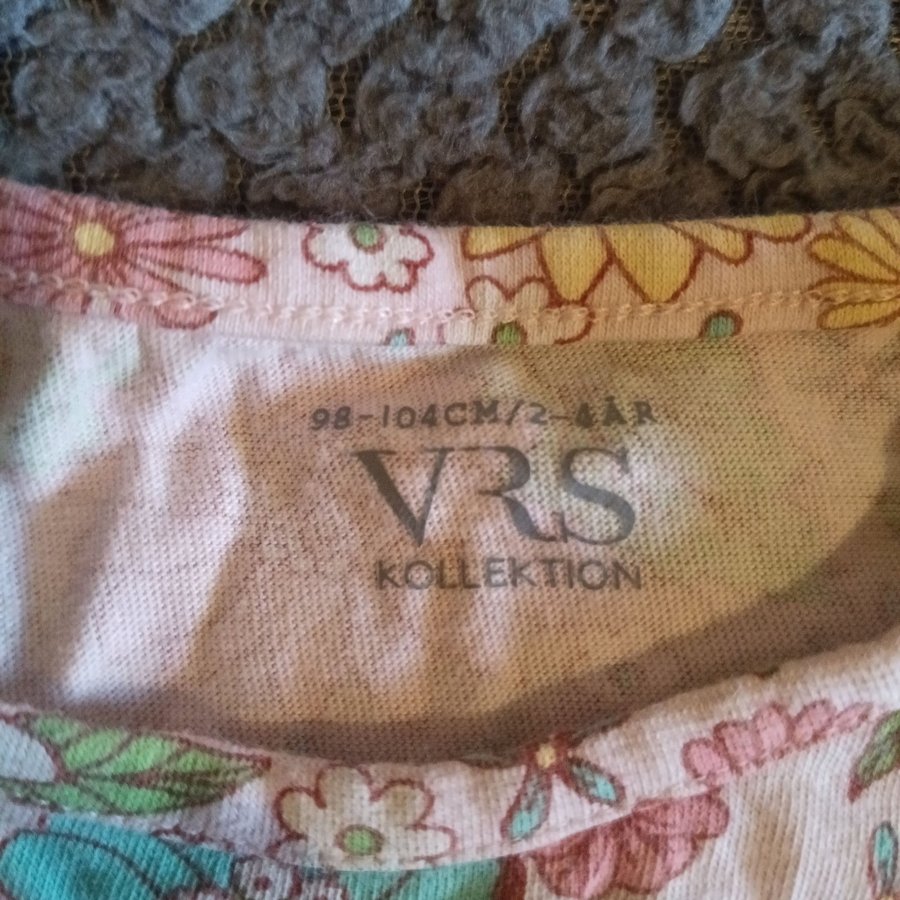 98-104CM/2-4ÅR
VRS
KOLLEKTION